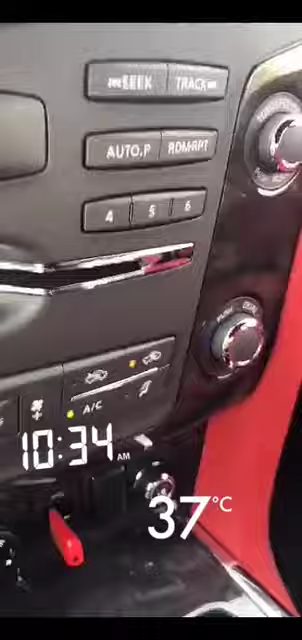 SEEK TRACK
AUTO.P RDM/RPT
4 5 6
A/C
10:34 AM
37°C